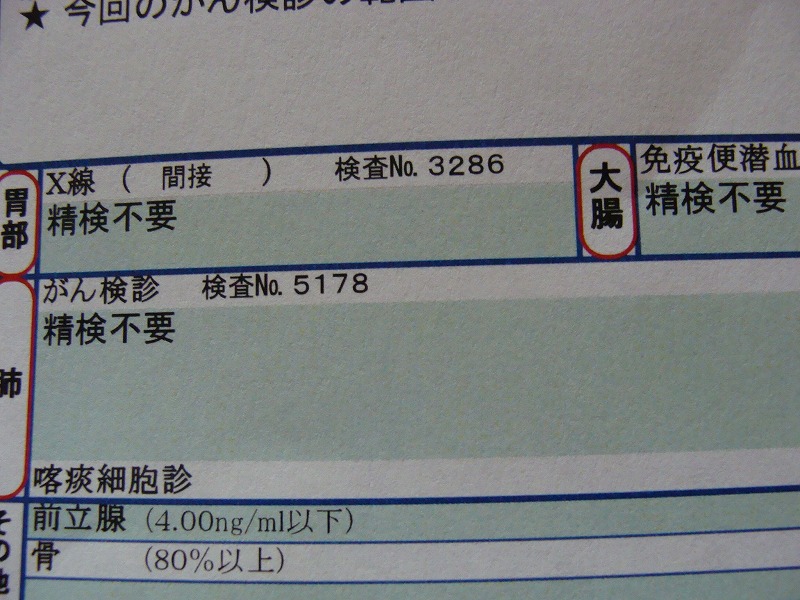 ★ 今回のがん検診の範囲
胃部
X線 ( 間接 ) 検査No. 3286
精検不要
大腸
免疫便潜血
精検不要
肺
がん検診 検査No. 5178
精検不要
喀痰細胞診
その他
前立腺 (4.00ng/ml以下)
骨 (80%以上)